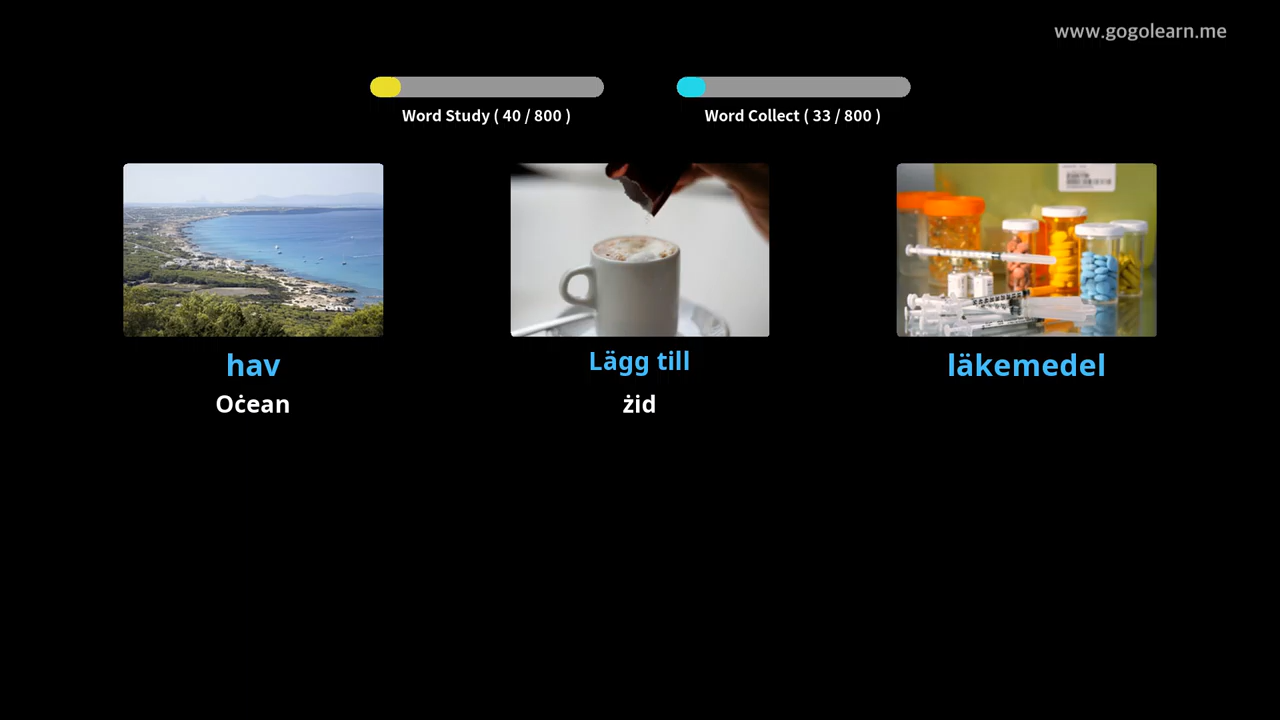 www.gogolearn.me
Word Study ( 40 / 800 )
Word Collect ( 33 / 800 )
hav
Lägg till
läkemedel
Oċean
żid